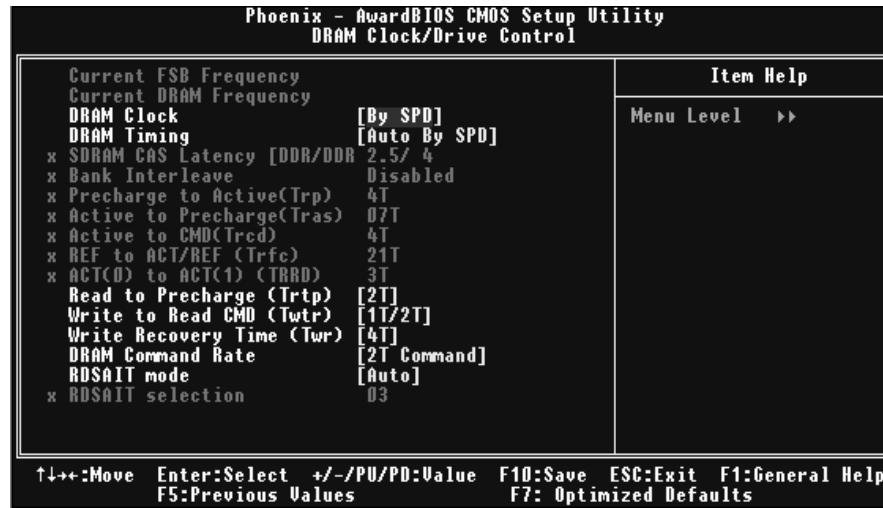 Phoenix - AwardBIOS CMOS Setup Utility
DRAM Clock/Drive Control
Current FSB Frequency
Current DRAM Frequency
DRAM Clock [By SPD]
DRAM Timing [Auto By SPD]
x SDRAM CAS Latency [DDR/DDR 2.5/ 4
x Bank Interleave Disabled
x Precharge to Active(Trp) 4T
x Active to Precharge(Tras) 07T
x Active to CMD(Trcd) 4T
x REF to ACT/REF (Trfc) 21T
x ACT(0) to ACT(1) (TRRD) 3T
Read to Precharge (Trtp) [2T]
Write to Read CMD (Twtr) [1T/2T]
Write Recovery Time (Twr) [4T]
DRAM Command Rate [2T Command]
RDSAIT mode [Auto]
x RDSAIT selection 03
Item Help
Menu Level ▸▸
↑↓→←:Move Enter:Select +/-/PU/PD:Value F10:Save ESC:Exit F1:General Help
F5:Previous Values F7: Optimized Defaults